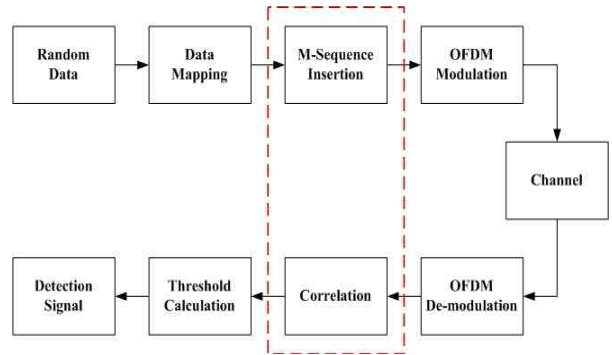 Random
Data
Data
Mapping
M-Sequence
Insertion
OFDM
Modulation
Channel
Detection
Signal
Threshold
Calculation
Correlation
OFDM
De-modulation